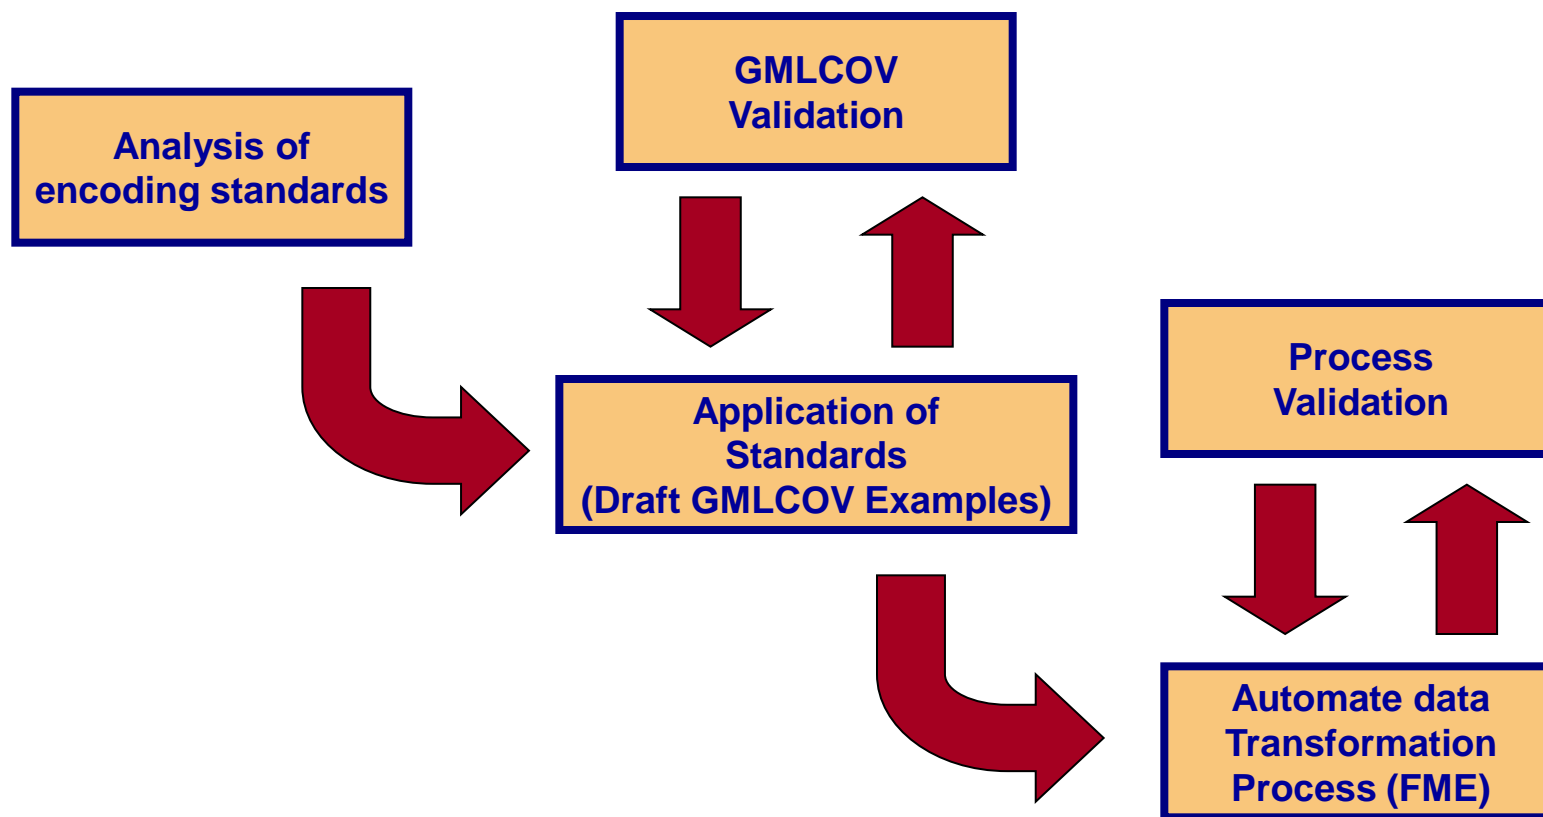 GMLCOV
Validation
Analysis of
encoding standards
Process
Validation
Application of
Standards
(Draft GMLCOV Examples)
Automate data
Transformation
Process (FME)